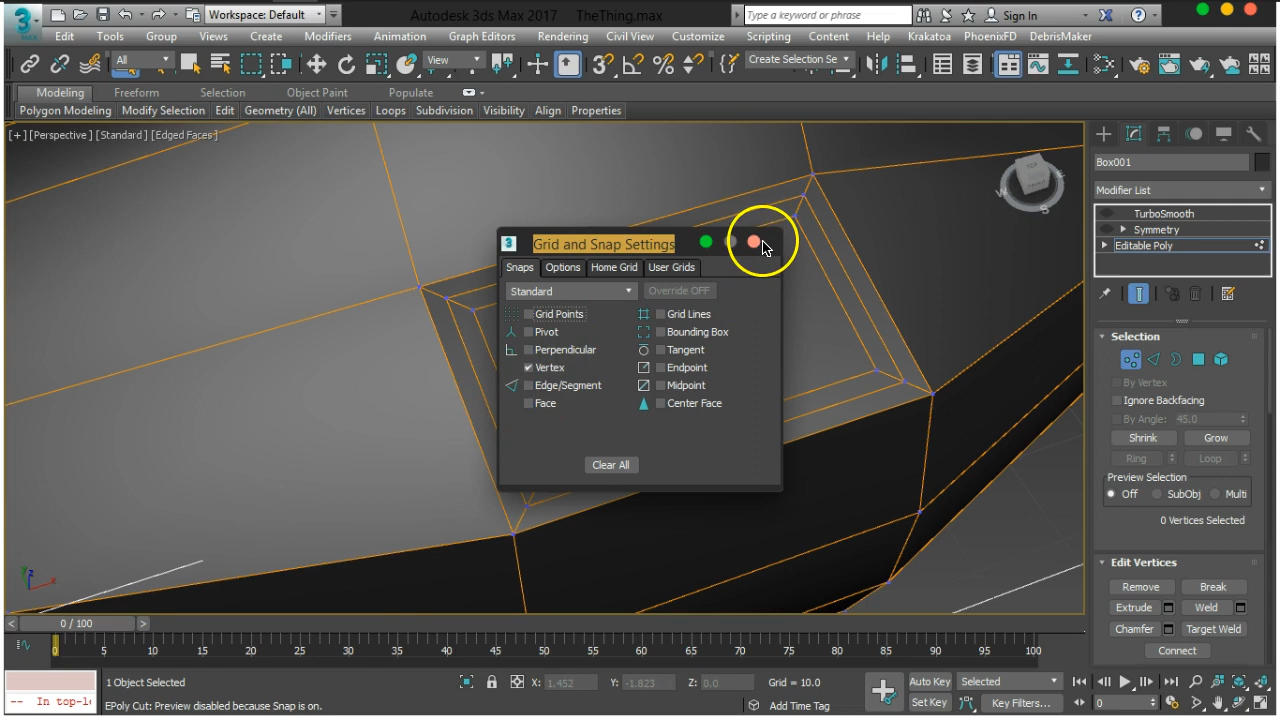 3
MAX
Workspace: Default
Autodesk 3ds Max 2017 TheThing.max
Type a keyword or phrase
Sign In
Edit Tools Group Views Create Modifiers Animation Graph Editors Rendering Civil View Customize Scripting Content Help Krakatoa PhoenixFD DebrisMaker
All
View
3
Create Selection Se
Modeling Freeform Selection Object Paint Populate
Polygon Modeling Modify Selection Edit Geometry (All) Vertices Loops Subdivision Visibility Align Properties
[+] [Perspective] [Standard] [Edged Faces]
TOP
W
S
E
3 Grid and Snap Settings
Snaps Options Home Grid User Grids
Standard
Override OFF
Grid Points
Grid Lines
Pivot
Bounding Box
Perpendicular
Tangent
Vertex
Endpoint
Edge/Segment
Midpoint
Face
Center Face
Clear All
Box001
Modifier List
TurboSmooth
Symmetry
Editable Poly
Selection
By Vertex
Ignore Backfacing
By Angle: 45.0
Shrink Grow
Ring Loop
Preview Selection
Off SubObj Multi
0 Vertices Selected
Edit Vertices
Remove Break
Extrude Weld
Chamfer Target Weld
Connect
z
x
< 0 / 100 >
0 5 10 15 20 25 30 35 40 45 50 55 60 65 70 75 80 85 90 95 100
1 Object Selected
X: 1.452 Y: -1.823 Z: 0.0 Grid = 10.0
Auto Key Selected
-- In top-le
EPoly Cut: Preview disabled because Snap is on.
Add Time Tag
Set Key Key Filters...
0